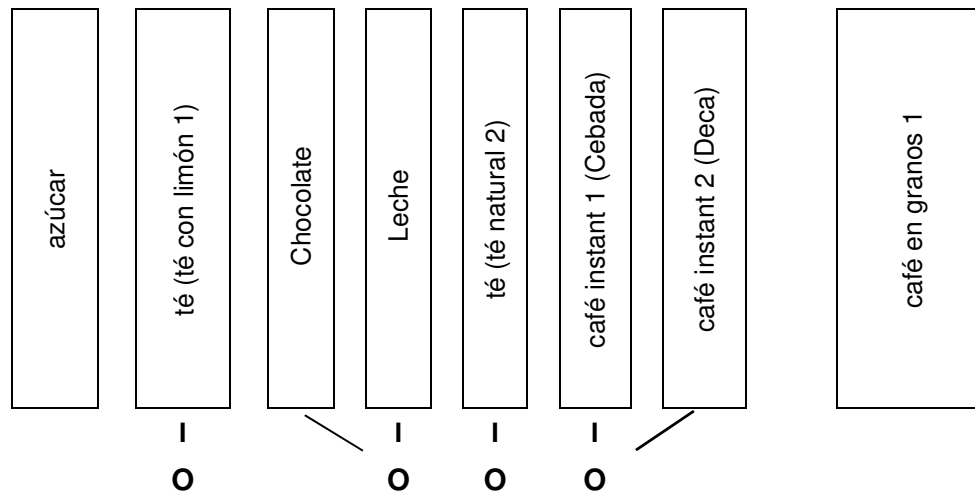 azúcar
té (té con limón 1)
Chocolate
Leche
té (té natural 2)
café instant 1 (Cebada)
café instant 2 (Deca)
café en granos 1
O O O O